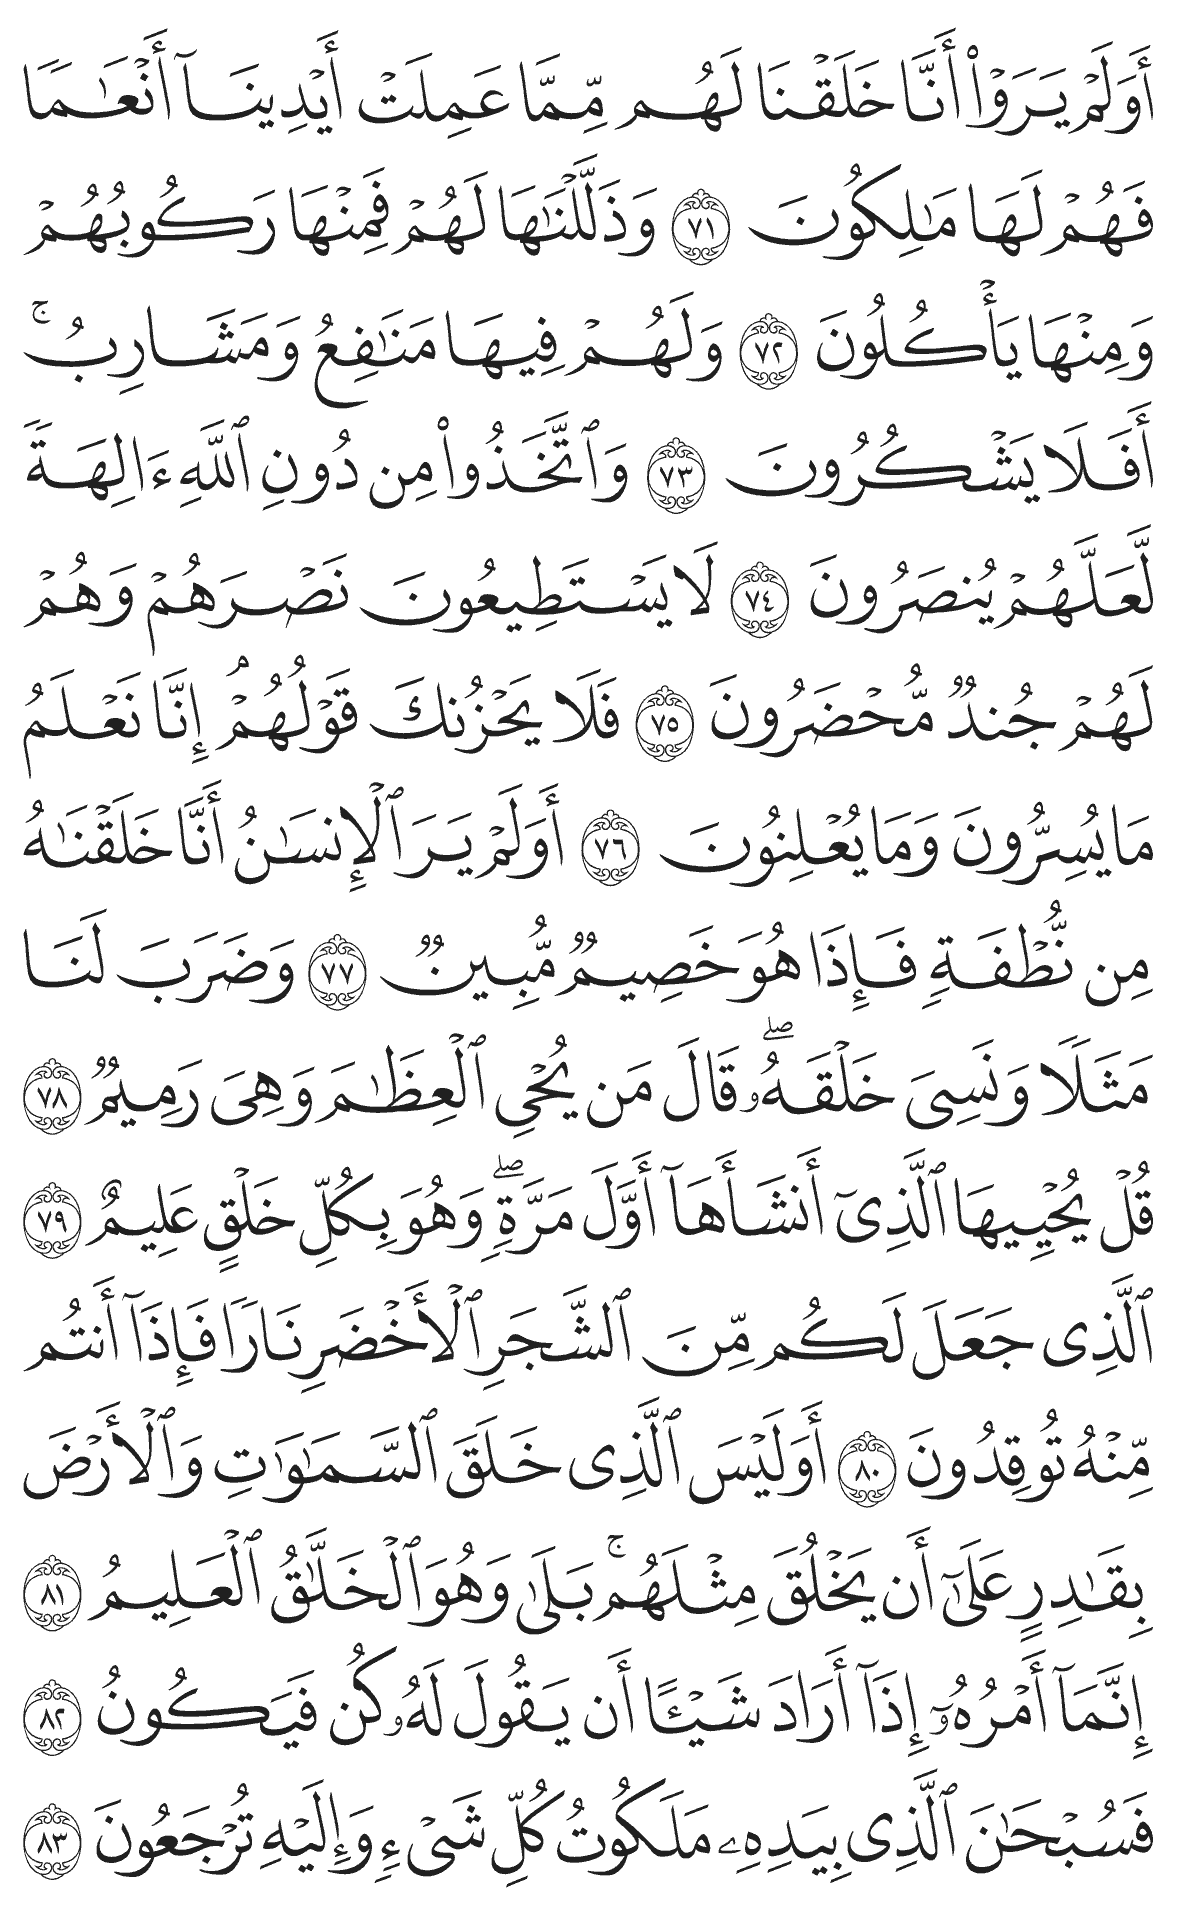 أَوَلَمۡ يَرَوۡاْ أَنَّا خَلَقۡنَا لَهُم مِّمَّا عَمِلَتۡ أَيۡدِينَآ أَنۡعَٰمٗا
فَهُمۡ لَهَا مَٰلِكُونَ ٧١ وَذَلَّلۡنَٰهَا لَهُمۡ فَمِنۡهَا رَكُوبُهُمۡ
وَمِنۡهَا يَأۡكُلُونَ ٧٢ وَلَهُمۡ فِيهَا مَنَٰفِعُ وَمَشَارِبُۚ
أَفَلَا يَشۡكُرُونَ ٧٣ وَٱتَّخَذُواْ مِن دُونِ ٱللَّهِ ءَالِهَةٗ
لَّعَلَّهُمۡ يُنصَرُونَ ٧٤ لَا يَسۡتَطِيعُونَ نَصۡرَهُمۡ وَهُمۡ
لَهُمۡ جُندٞ مُّحۡضَرُونَ ٧٥ فَلَا يَحۡزُنكَ قَوۡلُهُمۡۘ إِنَّا نَعۡلَمُ
مَا يُسِرُّونَ وَمَا يُعۡلِنُونَ ٧٦ أَوَلَمۡ يَرَ ٱلۡإِنسَٰنُ أَنَّا خَلَقۡنَٰهُ
مِن نُّطۡفَةٖ فَإِذَا هُوَ خَصِيمٞ مُّبِينٞ ٧٧ وَضَرَبَ لَنَا
مَثَلٗا وَنَسِيَ خَلۡقَهُۥۖ قَالَ مَن يُحۡيِ ٱلۡعِظَٰمَ وَهِيَ رَمِيمٞ ٧٨
قُلۡ يُحۡيِيهَا ٱلَّذِيٓ أَنشَأَهَآ أَوَّلَ مَرَّةٖۖ وَهُوَ بِكُلِّ خَلۡقٍ عَلِيمٌ ٧٩
ٱلَّذِي جَعَلَ لَكُم مِّنَ ٱلشَّجَرِ ٱلۡأَخۡضَرِ نَارٗا فَإِذَآ أَنتُم
مِّنۡهُ تُوقِدُونَ ٨٠ أَوَلَيۡسَ ٱلَّذِي خَلَقَ ٱلسَّمَٰوَٰتِ وَٱلۡأَرۡضَ
بِقَٰدِرٍ عَلَىٰٓ أَن يَخۡلُقَ مِثۡلَهُمۚ بَلَىٰ وَهُوَ ٱلۡخَلَّٰقُ ٱلۡعَلِيمُ ٨١
إِنَّمَآ أَمۡرُهُۥٓ إِذَآ أَرَادَ شَيۡـًٔا أَن يَقُولَ لَهُۥ كُن فَيَكُونُ ٨٢
فَسُبۡحَٰنَ ٱلَّذِي بِيَدِهِۦ مَلَكُوتُ كُلِّ شَيۡءٖ وَإِلَيۡهِ تُرۡجَعُونَ ٨٣